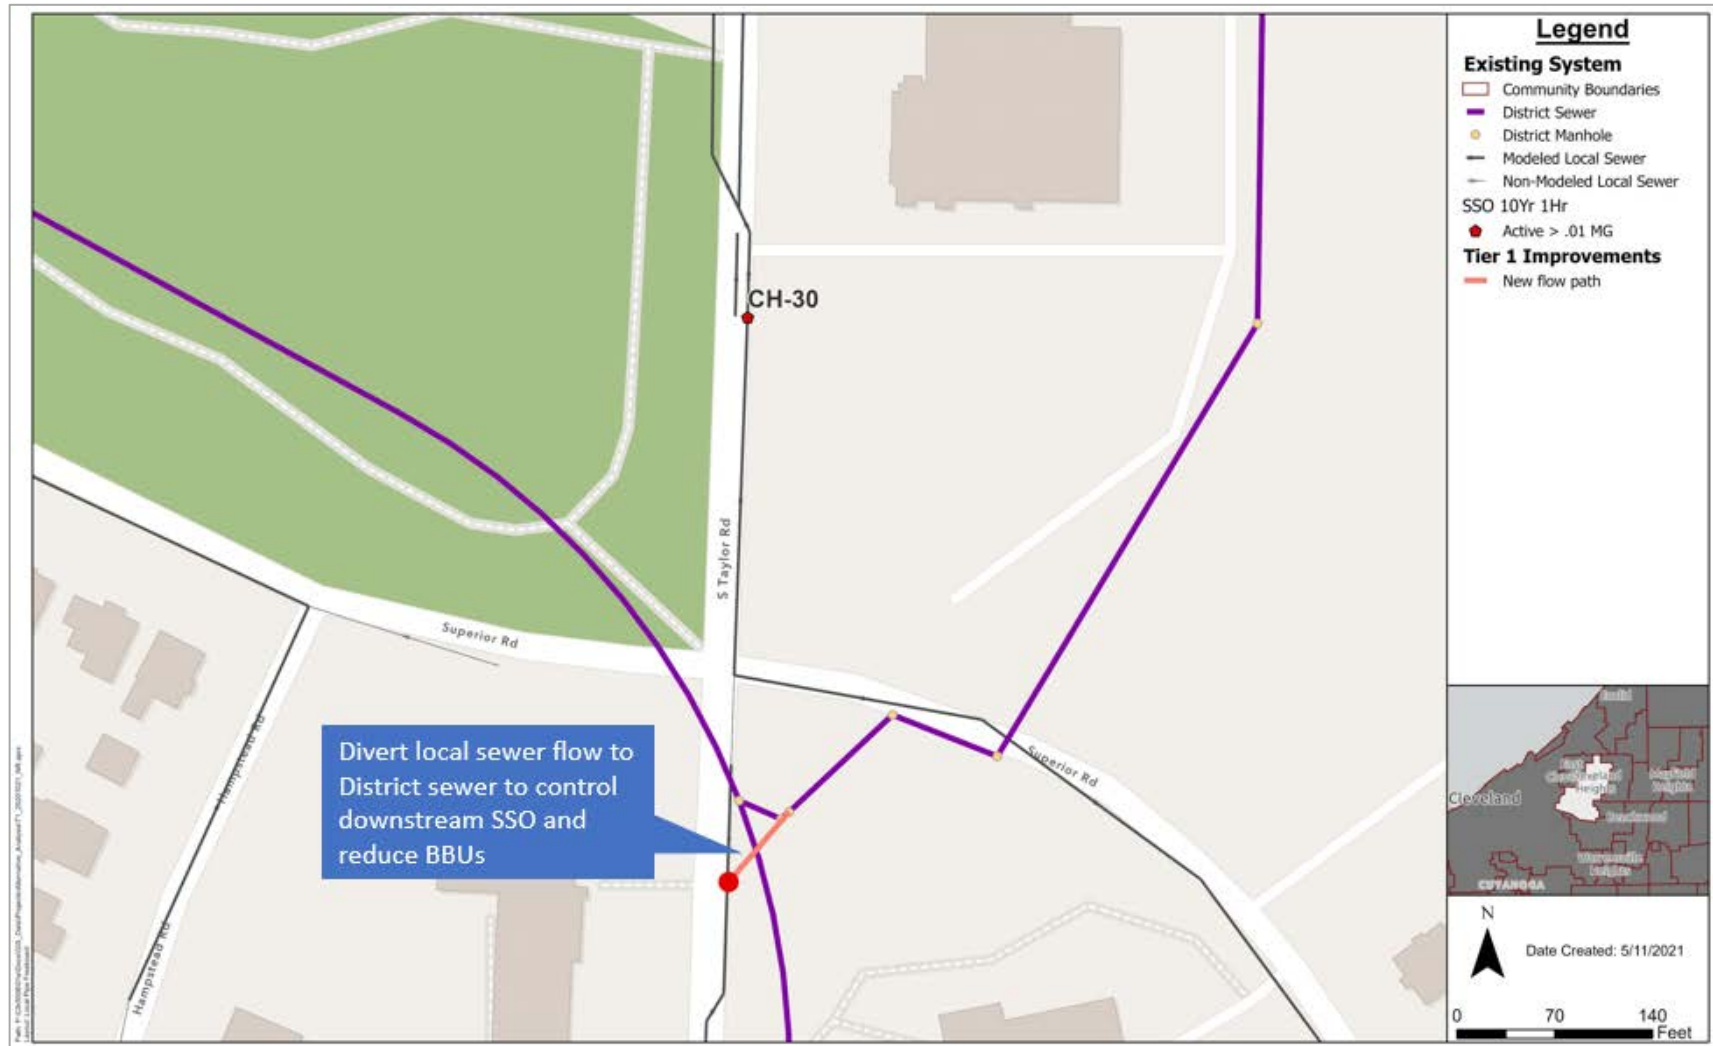 Legend
Existing System
Community Boundaries
District Sewer
District Manhole
Modeled Local Sewer
Non-Modeled Local Sewer
SSO 10Yr 1Hr
Active > .01 MG
Tier 1 Improvements
New flow path
CH-30
S Taylor Rd
Superior Rd
Superior Rd
Hampstead Rd
Hampstead Rd
Divert local sewer flow to
District sewer to control
downstream SSO and
reduce BBUs
Euclid
East
Cleveland
Heights
Mayfield
Heights
Cleveland
Beachwood
Warrensville
Heights
CUYAHOGA
N
Date Created: 5/11/2021
0 70 140
Feet